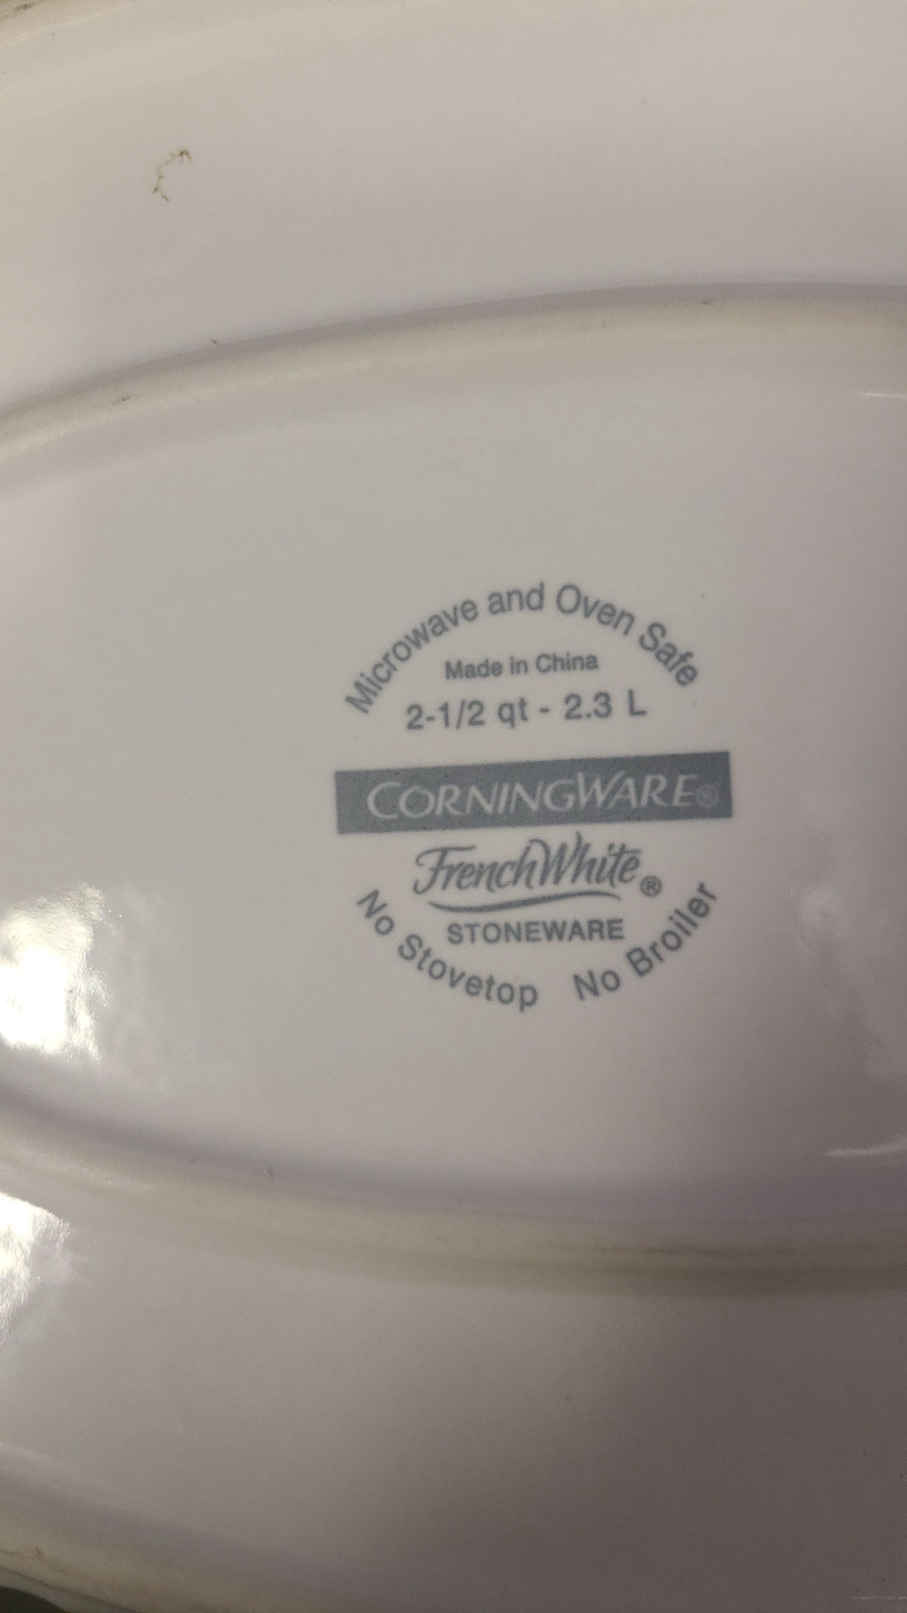 Microwave and Oven Safe
Made in China
2-1/2 qt - 2.3 L
CORNINGWARE®
FrenchWhite®
STONEWARE
No Stovetop No Broiler